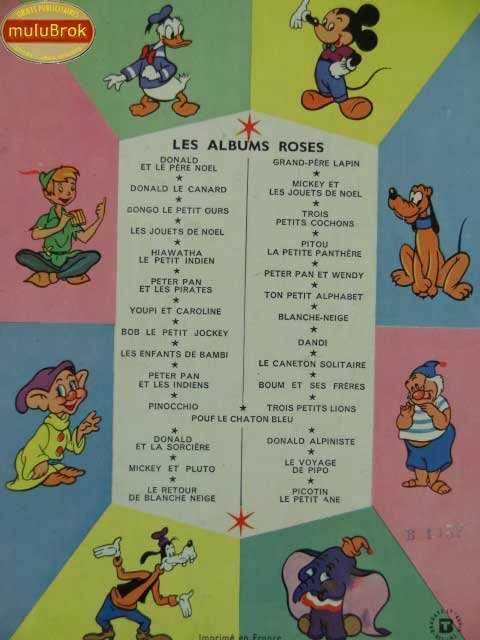 OBJETS PUBLICITAIRES
muluBrok
LES ALBUMS ROSES
DONALD
ET LE PÈRE NOEL
DONALD LE CANARD
BONGO LE PETIT OURS
LES JOUETS DE NOEL
HIAWATHA
LE PETIT INDIEN
PETER PAN
ET LES PIRATES
YOUPI ET CAROLINE
BOB LE PETIT JOCKEY
LES ENFANTS DE BAMBI
PETER PAN
ET LES INDIENS
PINOCCHIO
GRAND-PÈRE LAPIN
MICKEY ET
LES JOUETS DE NOEL
TROIS
PETITS COCHONS
PITOU
LA PETITE PANTHÈRE
PETER PAN ET WENDY
TON PETIT ALPHABET
BLANCHE-NEIGE
DANDI
LE CANETON SOLITAIRE
BOUM ET SES FRÈRES
TROIS PETITS LIONS
POUF LE CHATON BLEU
DONALD
ET LA SORCIÈRE
MICKEY ET PLUTO
LE RETOUR
DE BLANCHE NEIGE
DONALD ALPINISTE
LE VOYAGE
DE PIPO
PICOTIN
LE PETIT ANE
Imprimé en France